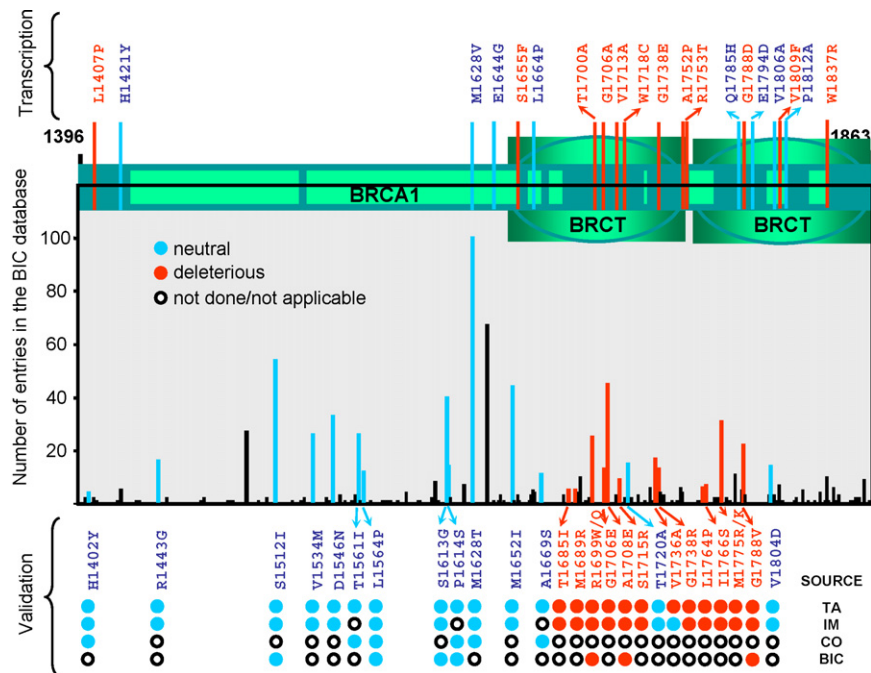 Transcription
L1407P
H1421Y
M1628V
E1644G
S1655F
L1664P
T1700A
G1706A
V1713A
W1718C
G1738E
A1752P
R1753T
Q1785H
G1788D
E1794D
V1806A
V1809F
P1812A
W1837R
1396
1863
BRCA1
BRCT
BRCT
Number of entries in the BIC database
100
80
60
40
20
neutral
deleterious
not done/not applicable
Validation
H1402Y
R1443G
S1512I
V1534M
D1546N
T1561I
L1564P
S1613G
P1614S
M1628T
M1652I
A1669S
T1685I
M1689R
R1699W/Q
G1706E
A1708E
S1715R
T1720A
V1736A
G1738R
L1764P
I1766S
M1775R/K
G1788V
V1804D
SOURCE
TA
IM
CO
BIC